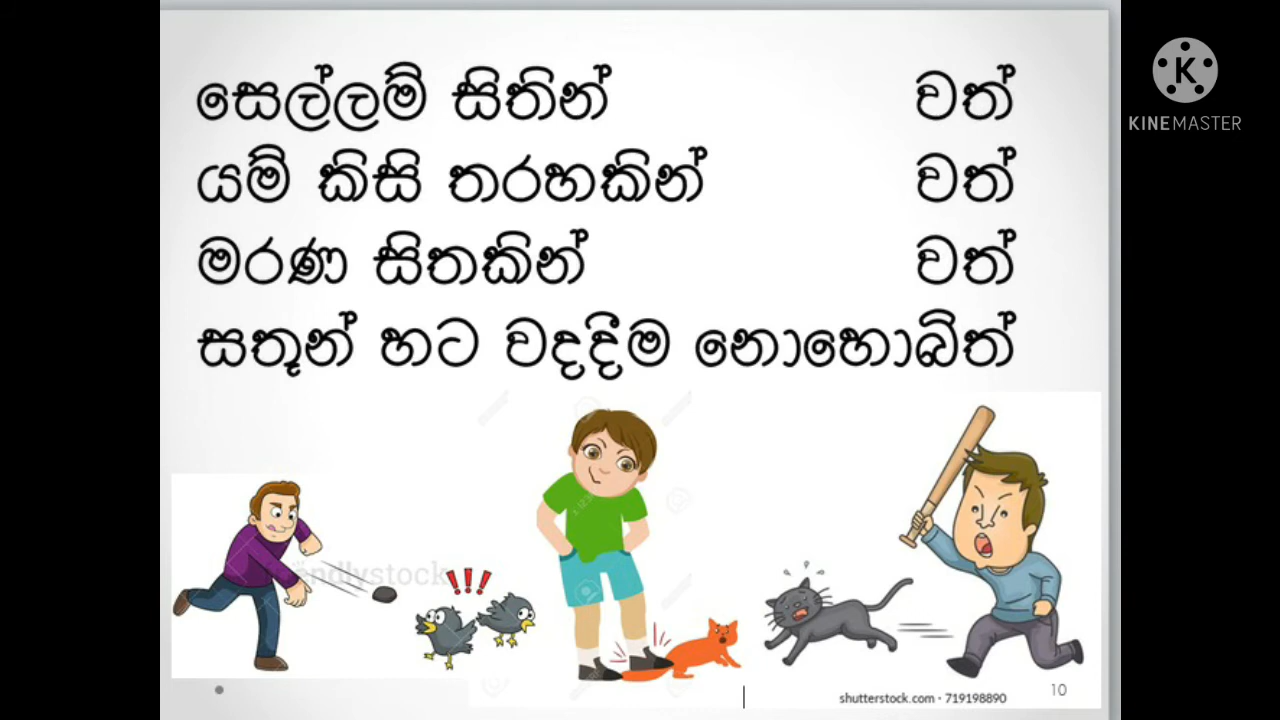 සෙල්ලම් සිතින් වත්
යම් කිසි තරහකින් වත්
මරණ සිතකින් වත්
සතූන් හට වදදීම නොහොබිත්
K
KINEMASTER
!!!
shutterstock.com · 719198890
10